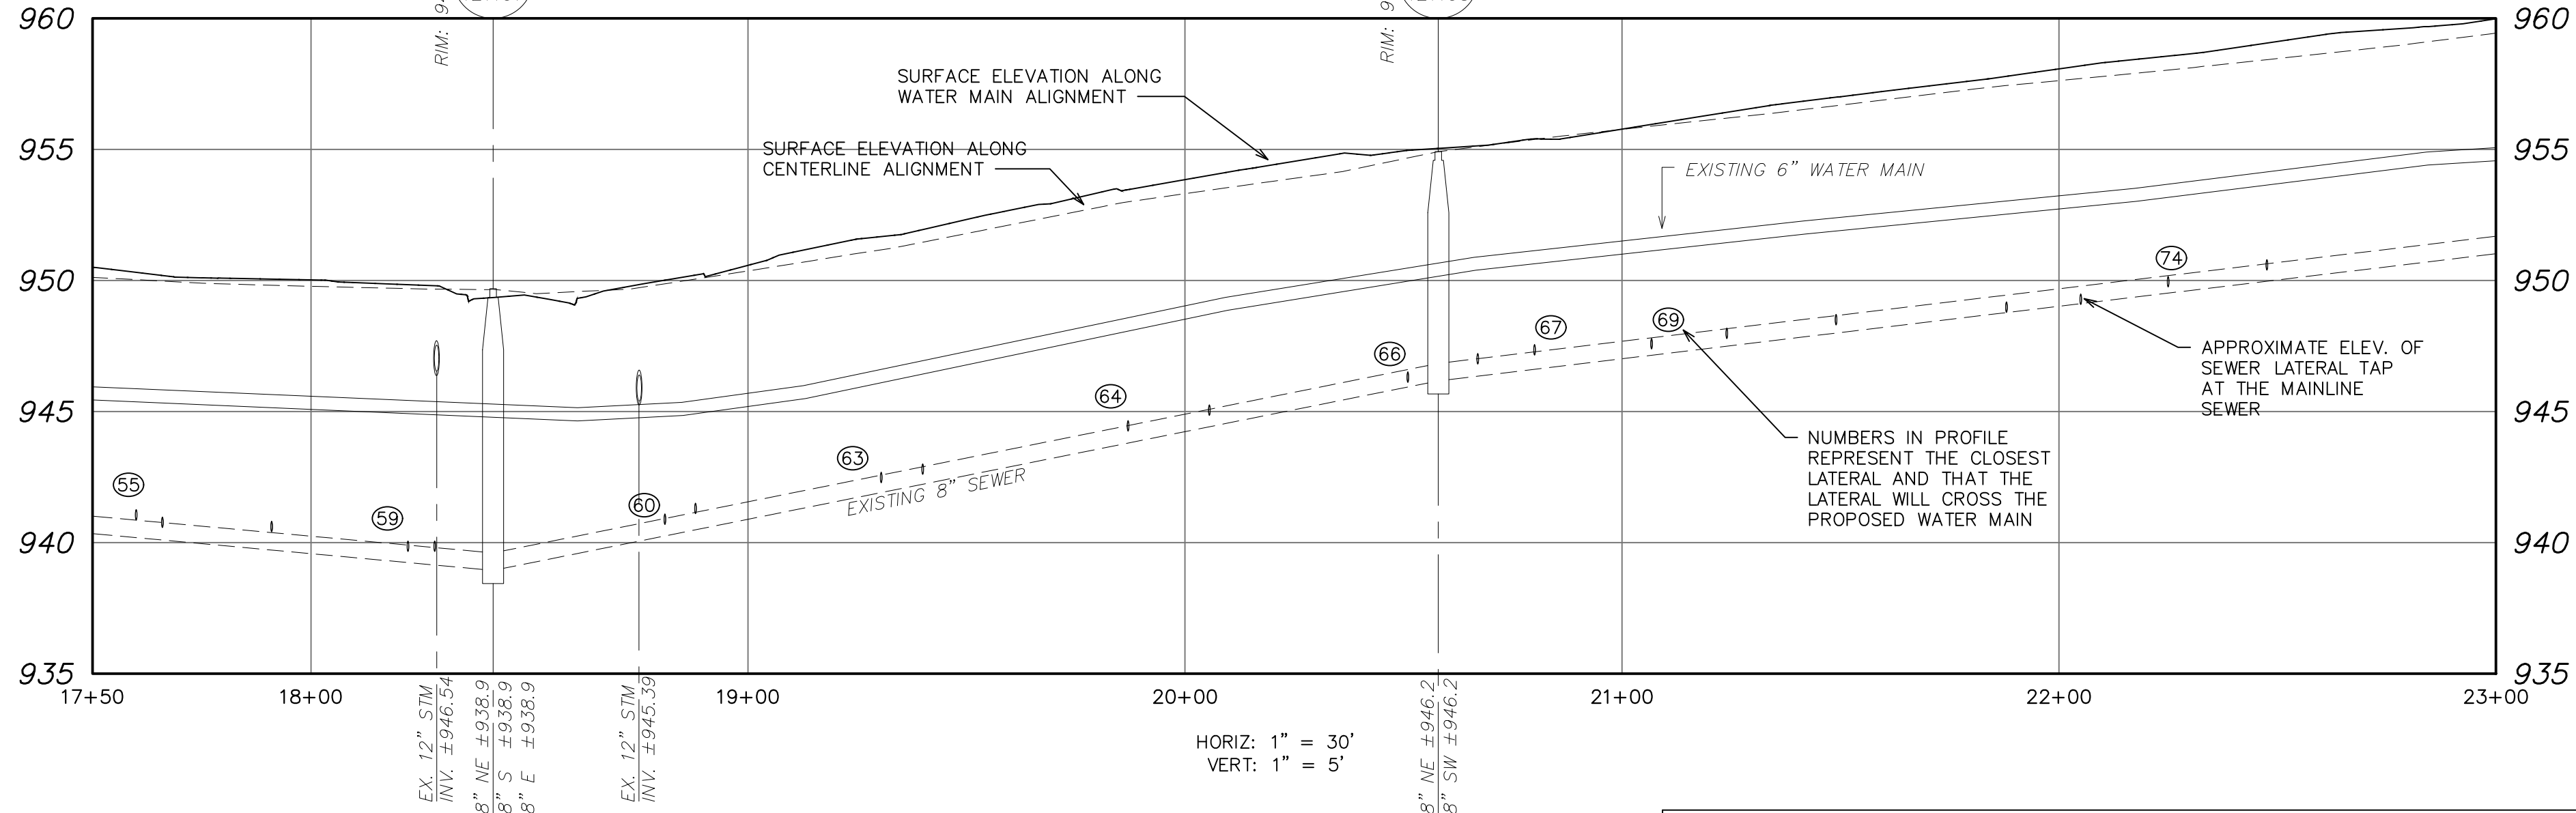 960
960
RIM: 9
RIM: 9
SURFACE ELEVATION ALONG
WATER MAIN ALIGNMENT
SURFACE ELEVATION ALONG
CENTERLINE ALIGNMENT
955
955
EXISTING 6" WATER MAIN
950
950
74
67
69
66
APPROXIMATE ELEV. OF
SEWER LATERAL TAP
AT THE MAINLINE
SEWER
945
945
64
NUMBERS IN PROFILE
REPRESENT THE CLOSEST
LATERAL AND THAT THE
LATERAL WILL CROSS THE
PROPOSED WATER MAIN
63
EXISTING 8" SEWER
55
59
60
940
940
935
935
17+50
18+00
19+00
20+00
21+00
22+00
23+00
EX. 12" STM
INV. ±946.54
8" NE ±938.9
8" S ±938.9
8" E ±938.9
EX. 12" STM
INV. ±945.39
8" NE ±946.2
8" SW ±946.2
HORIZ: 1" = 30'
VERT: 1" = 5'